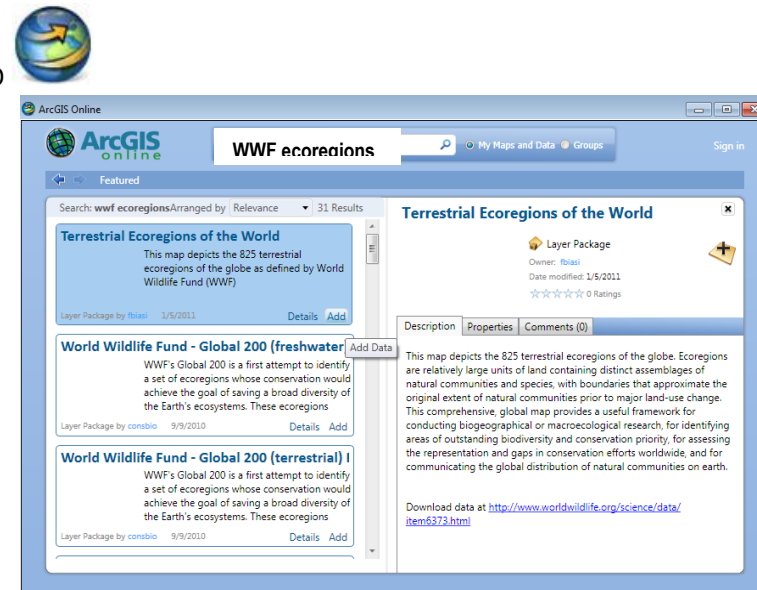 ArcGIS Online
ArcGIS
online
WWF ecoregions
My Maps and Data Groups
Sign in
Featured
Search: wwf ecoregionsArranged by Relevance 31 Results
Terrestrial Ecoregions of the World
This map depicts the 825 terrestrial
ecoregions of the globe as defined by World
Wildlife Fund (WWF)
Layer Package by fbiasi 1/5/2011 Details Add
Add Data
World Wildlife Fund - Global 200 (freshwater
WWF's Global 200 is a first attempt to identify
a set of ecoregions whose conservation would
achieve the goal of saving a broad diversity of
the Earth's ecosystems. These ecoregions
Layer Package by consbio 9/9/2010 Details Add
World Wildlife Fund - Global 200 (terrestrial)
WWF's Global 200 is a first attempt to identify
a set of ecoregions whose conservation would
achieve the goal of saving a broad diversity of
the Earth's ecosystems. These ecoregions
Layer Package by consbio 9/9/2010 Details Add
Terrestrial Ecoregions of the World
Layer Package
Owner: fbiasi
Date modified: 1/5/2011
0 Ratings
Description Properties Comments (0)
This map depicts the 825 terrestrial ecoregions of the globe. Ecoregions
are relatively large units of land containing distinct assemblages of
natural communities and species, with boundaries that approximate the
original extent of natural communities prior to major land-use change.
This comprehensive, global map provides a useful framework for
conducting biogeographical or macroecological research, for identifying
areas of outstanding biodiversity and conservation priority, for assessing
the representation and gaps in conservation efforts worldwide, and for
communicating the global distribution of natural communities on earth.
Download data at http://www.worldwildlife.org/science/data/
item6373.html